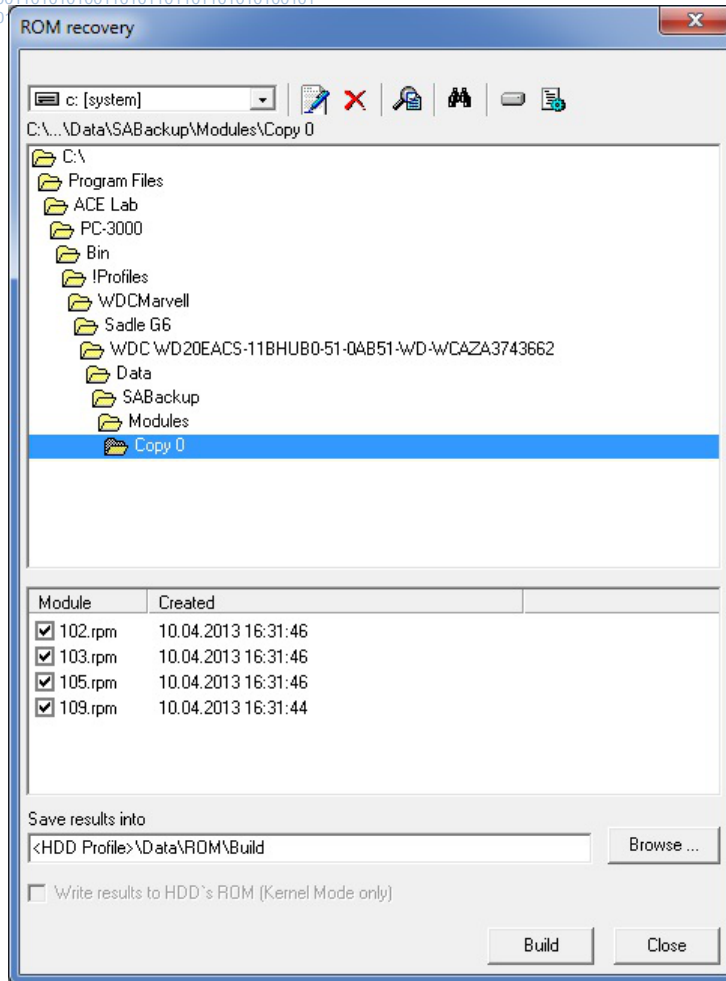 ROM recovery
c: [system]
C:\...\Data\SABackup\Modules\Copy 0
C:\
Program Files
ACE Lab
PC-3000
Bin
!Profiles
WDCMarvell
Sadle G6
WDC WD20EACS-11BHUB0-51-0AB51-WD-WCAZA3743662
Data
SABackup
Modules
Copy 0
Module Created
102.rpm 10.04.2013 16:31:46
103.rpm 10.04.2013 16:31:46
105.rpm 10.04.2013 16:31:46
109.rpm 10.04.2013 16:31:44
Save results into
<HDD Profile>\Data\ROM\Build
Browse ...
Write results to HDD`s ROM (Kernel Mode only)
Build Close